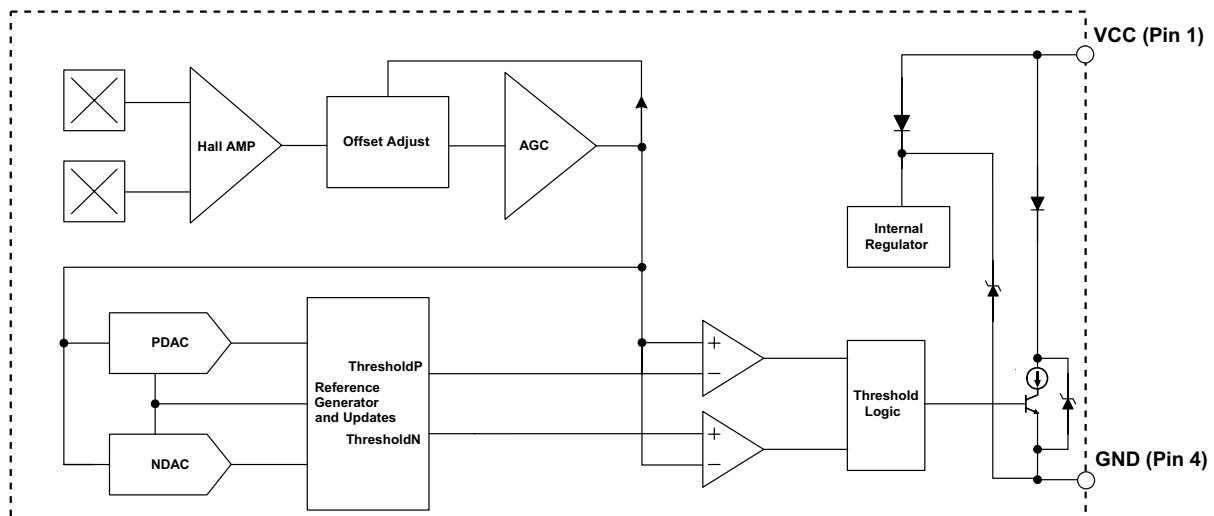 VCC (Pin 1)
Hall AMP
Offset Adjust
AGC
Internal
Regulator
PDAC
ThresholdP
Reference
Generator
and Updates
ThresholdN
NDAC
+
−
+
−
Threshold
Logic
GND (Pin 4)